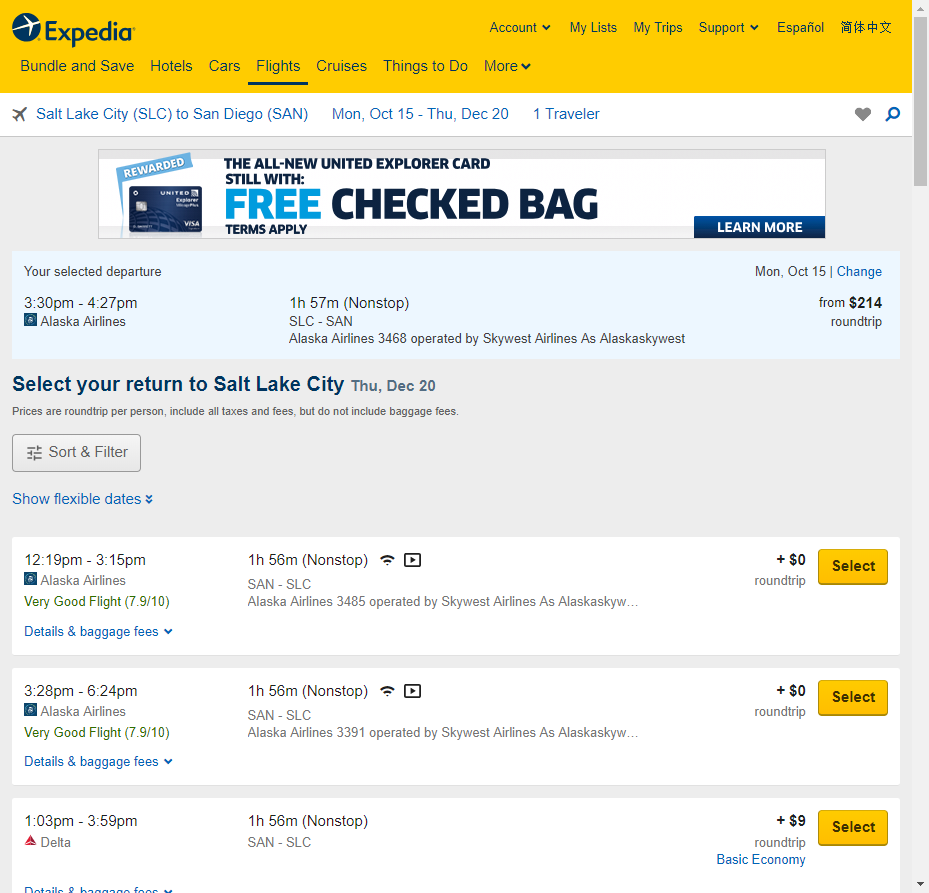 Expedia
Account
My Lists
My Trips
Support
Español
简体中文
Bundle and Save
Hotels
Cars
Flights
Cruises
Things to Do
More
Salt Lake City (SLC) to San Diego (SAN)
Mon, Oct 15 - Thu, Dec 20
1 Traveler
REWARDED
UNITED
Explorer
VISA
THE ALL-NEW UNITED EXPLORER CARD
STILL WITH:
FREE CHECKED BAG
TERMS APPLY
LEARN MORE
Your selected departure
Mon, Oct 15 | Change
3:30pm - 4:27pm
1h 57m (Nonstop)
from $214
Alaska Airlines
SLC - SAN
roundtrip
Alaska Airlines 3468 operated by Skywest Airlines As Alaskaskywest
Select your return to Salt Lake City Thu, Dec 20
Prices are roundtrip per person, include all taxes and fees, but do not include baggage fees.
Sort & Filter
Show flexible dates
12:19pm - 3:15pm
1h 56m (Nonstop)
+ $0
Select
Alaska Airlines
SAN - SLC
roundtrip
Very Good Flight (7.9/10)
Alaska Airlines 3485 operated by Skywest Airlines As Alaskaskyw…
Details & baggage fees
3:28pm - 6:24pm
1h 56m (Nonstop)
+ $0
Select
Alaska Airlines
SAN - SLC
roundtrip
Very Good Flight (7.9/10)
Alaska Airlines 3391 operated by Skywest Airlines As Alaskaskyw…
Details & baggage fees
1:03pm - 3:59pm
1h 56m (Nonstop)
+ $9
Select
Delta
SAN - SLC
roundtrip
Basic Economy
Details & baggage fees